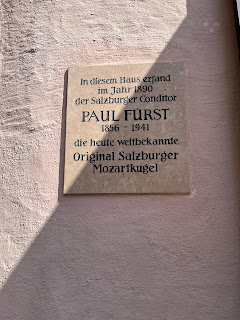 In diesem Haus erfand
im Jahr 1890
der Salzburger Conditor
PAUL FÜRST
1856 - 1941
die heute weltbekannte
Original Salzburger
Mozartkugel